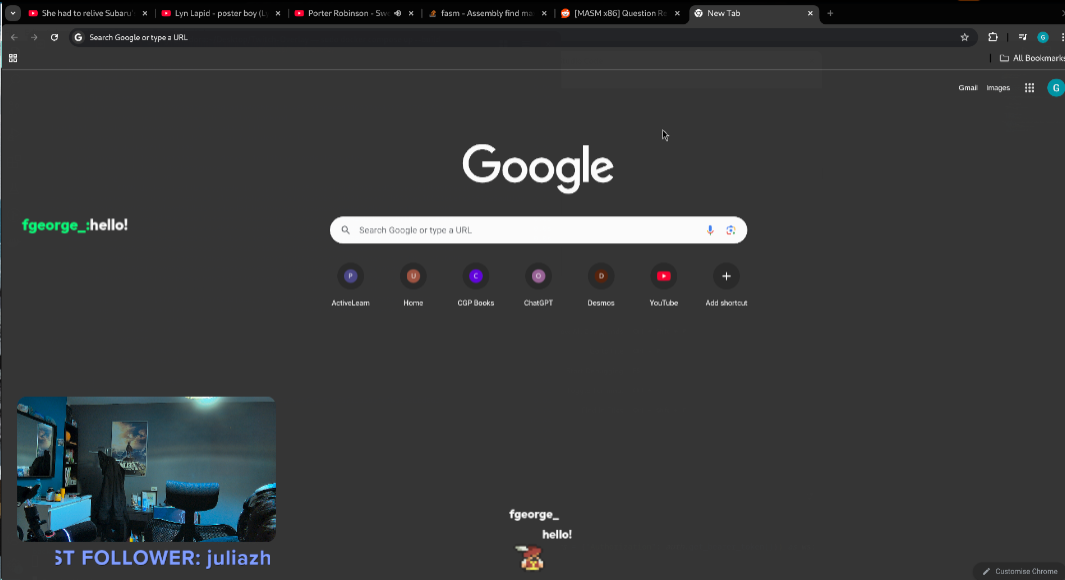 She had to relive Subaru'
Lyn Lapid - poster boy (L
Porter Robinson - Sw
fasm - Assembly find m
[MASM x86] Question R
New Tab
G Search Google or type a URL
G
All Bookmarks
Gmail Images G
Google
fgeorge_:hello!
Search Google or type a URL
P U C O D
ActiveLearn Home CGP Books ChatGPT Desmos YouTube Add shortcut
fgeorge_
hello!
ST FOLLOWER: juliazh
Customise Chrome